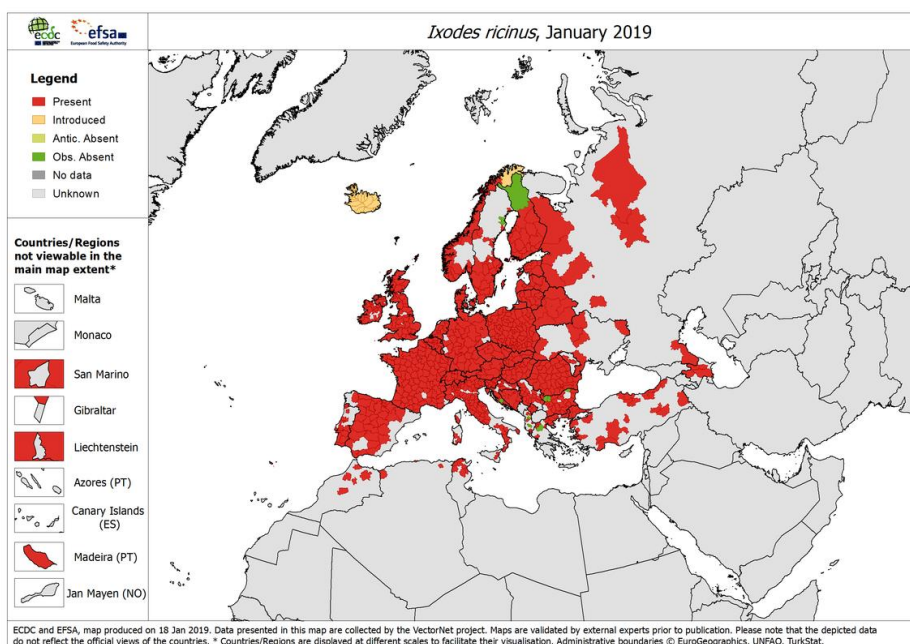 ecdc
efsa
European Food Safety Authority
Ixodes ricinus, January 2019
Legend
Present
Introduced
Antic. Absent
Obs. Absent
No data
Unknown
Countries/Regions
not viewable in the
main map extent*
Malta
Monaco
San Marino
Gibraltar
Liechtenstein
Azores (PT)
Canary Islands
(ES)
Madeira (PT)
Jan Mayen (NO)
ECDC and EFSA, map produced on 18 Jan 2019. Data presented in this map are collected by the VectorNet project. Maps are validated by external experts prior to publication. Please note that the depicted data
do not reflect the official views of the countries. * Countries/Regions are displayed at different scales to facilitate their visualisation. Administrative boundaries © EuroGeographics, UNFAO, TurkStat.